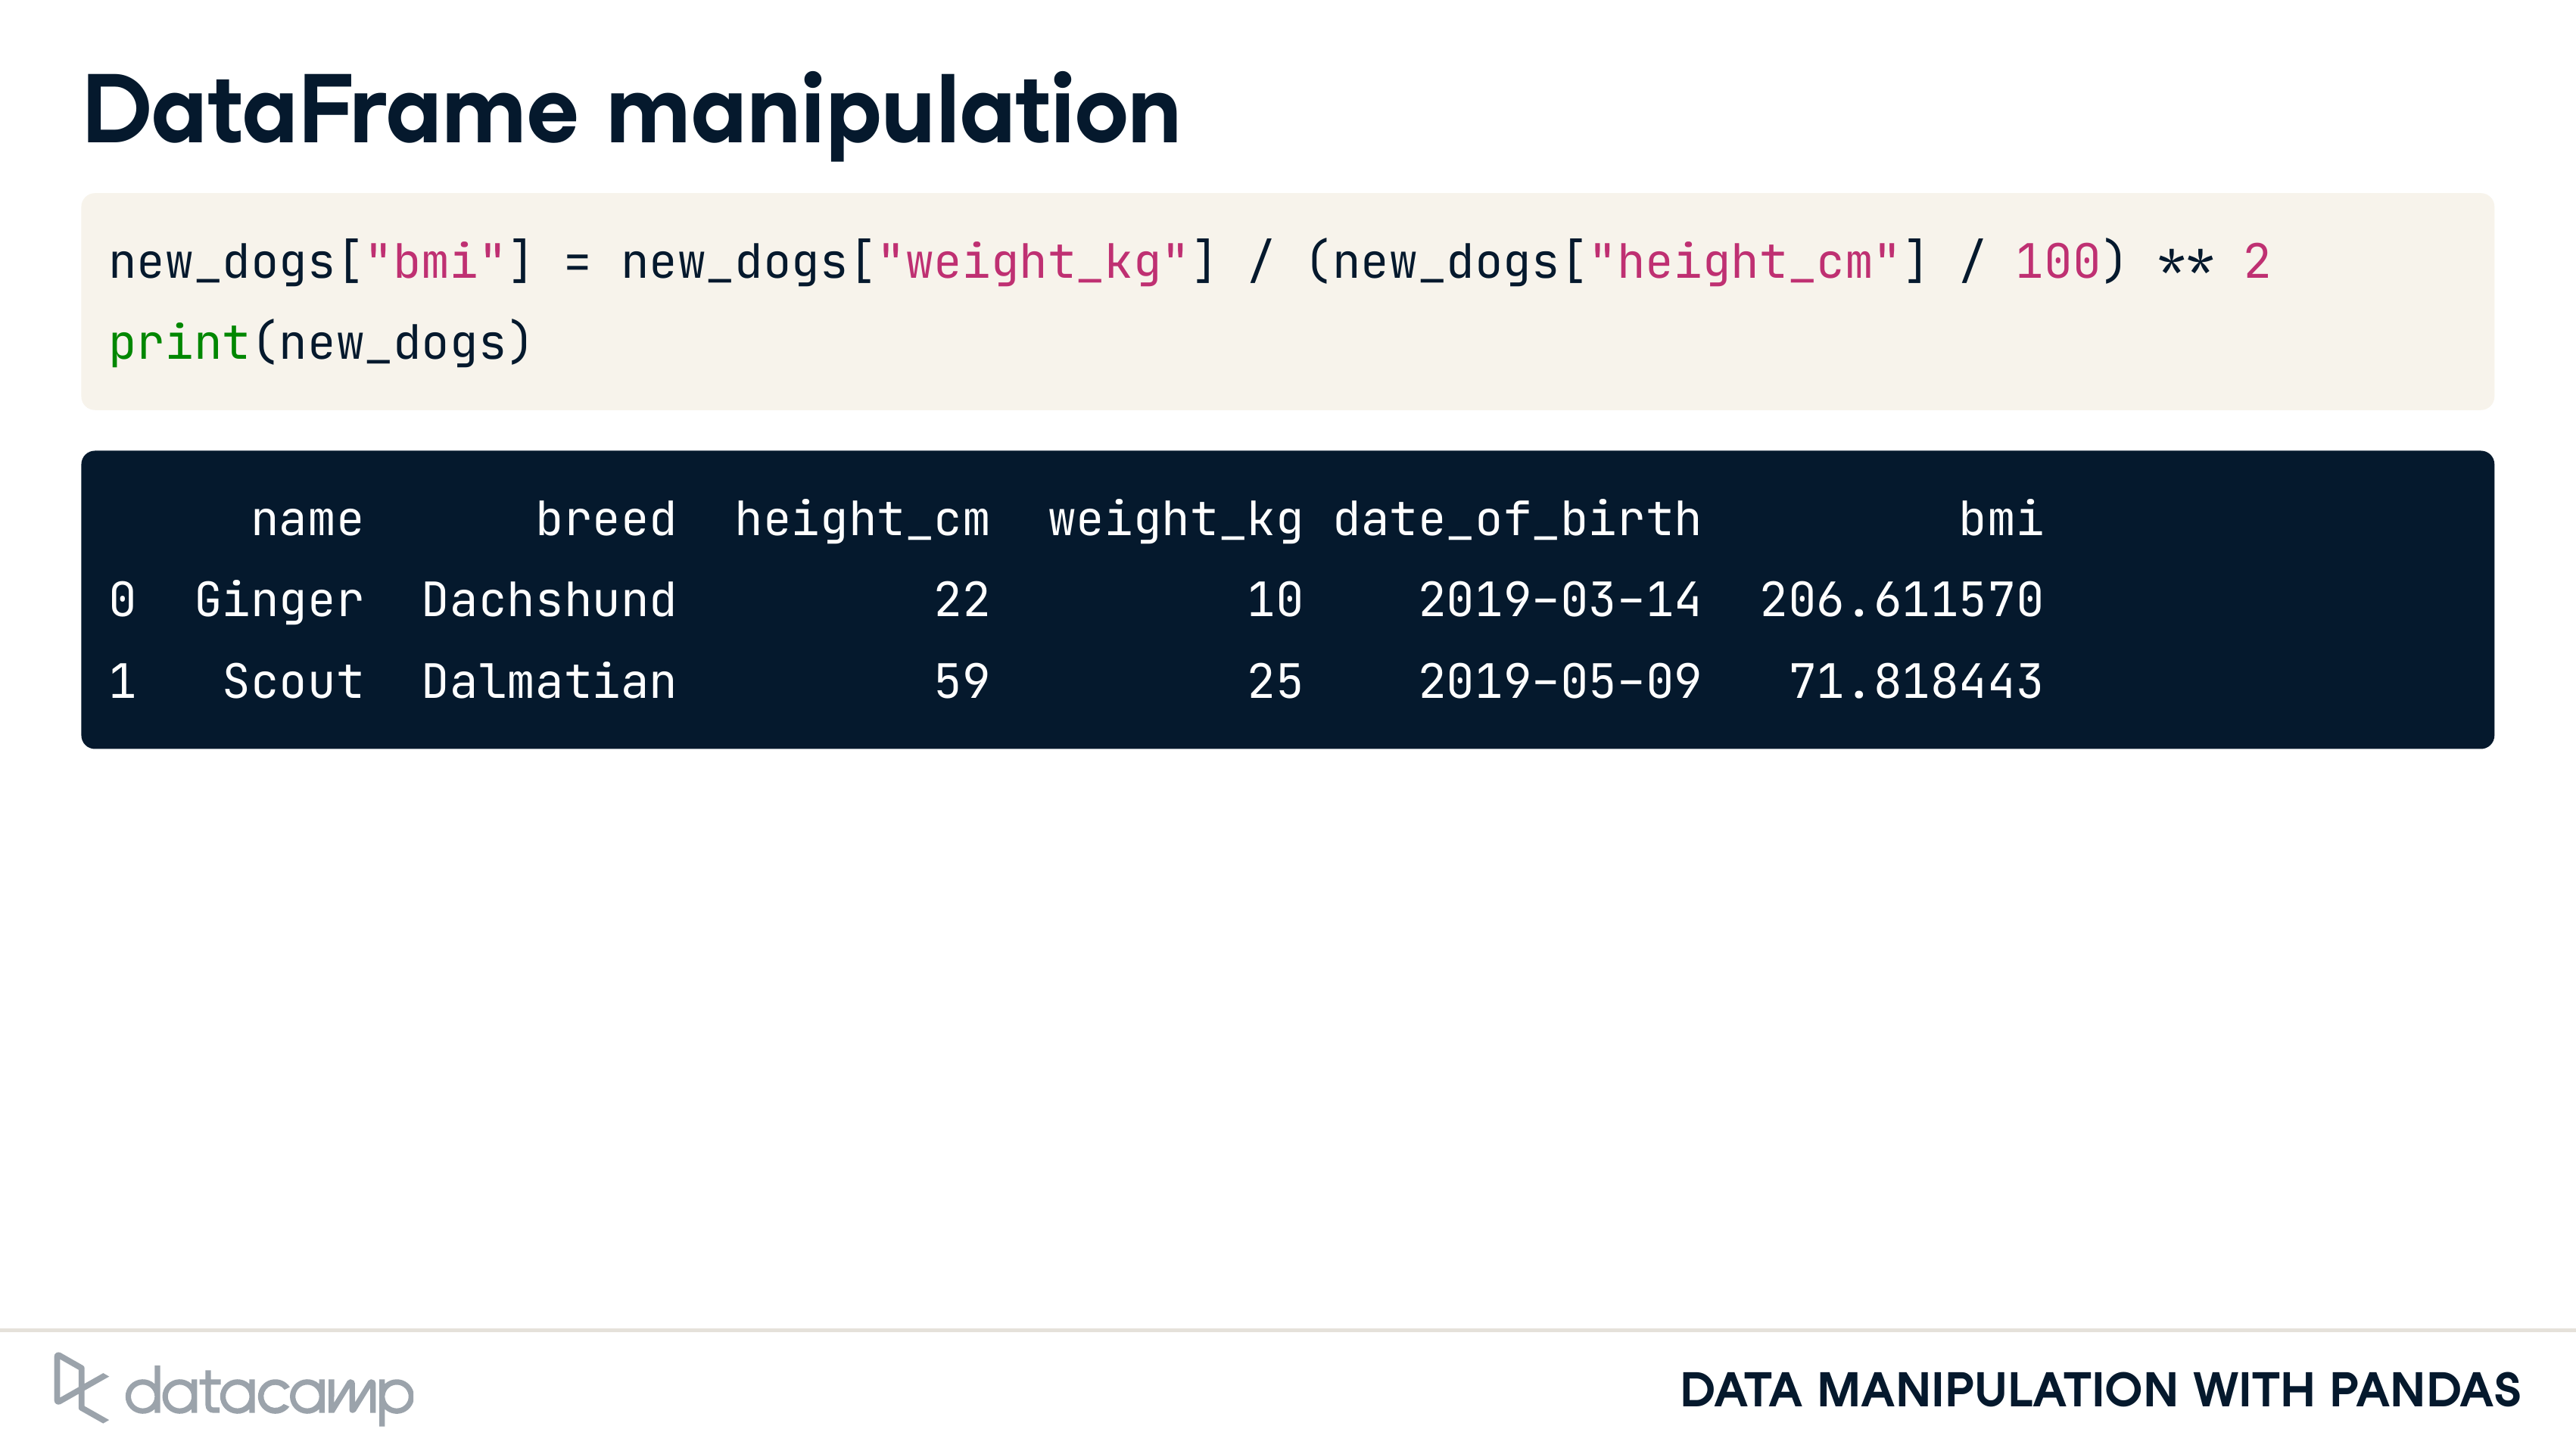 DataFrame manipulation
new_dogs["bmi"] = new_dogs["weight_kg"] / (new_dogs["height_cm"] / 100) ** 2
print(new_dogs)
name breed height_cm weight_kg date_of_birth bmi
0 Ginger Dachshund 22 10 2019-03-14 206.611570
1 Scout Dalmatian 59 25 2019-05-09 71.818443
datacamp
DATA MANIPULATION WITH PANDAS